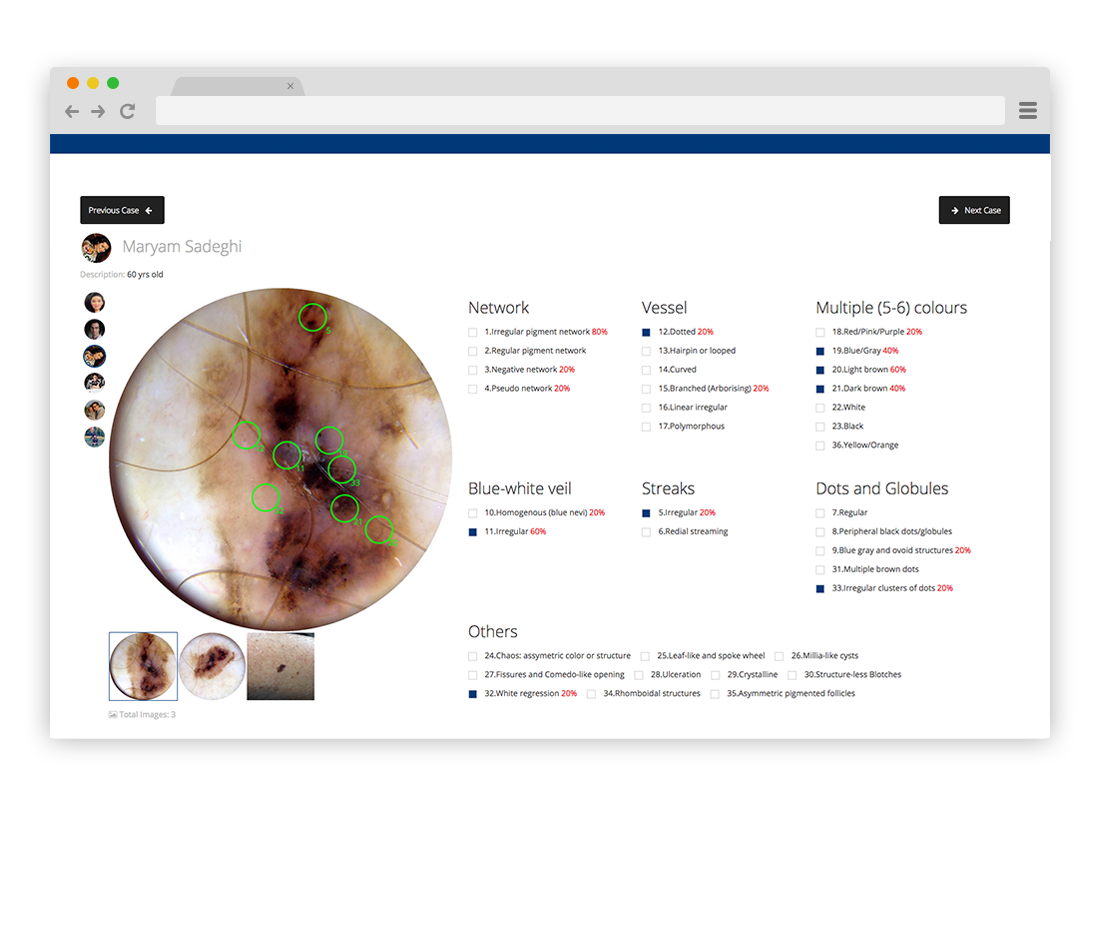 Previous Case
Next Case
Maryam Sadeghi
Description: 60 yrs old
Network
1.Irregular pigment network 80%
2.Regular pigment network
3.Negative network 20%
4.Pseudo network 20%
Vessel
12.Dotted 20%
13.Hairpin or looped
14.Curved
15.Branched (Arborising) 20%
16.Linear irregular
17.Polymorphous
Multiple (5-6) colours
18.Red/Pink/Purple 20%
19.Blue/Gray 40%
20.Light brown 60%
21.Dark brown 40%
22.White
23.Black
36.Yellow/Orange
5
11
33
21
Blue-white veil
10.Homogenous (blue nevi) 20%
11.Irregular 60%
Streaks
5.Irregular 20%
6.Redial streaming
Dots and Globules
7.Regular
8.Peripheral black dots/globules
9.Blue gray and ovoid structures 20%
31.Multiple brown dots
33.Irregular clusters of dots 20%
Others
24.Chaos: assymetric color or structure 25.Leaf-like and spoke wheel 26.Millia-like cysts
27.Fissures and Comedo-like opening 28.Ulceration 29.Crystalline 30.Structure-less Blotches
32.White regression 20% 34.Rhomboidal structures 35.Asymmetric pigmented follicles
Total Images: 3